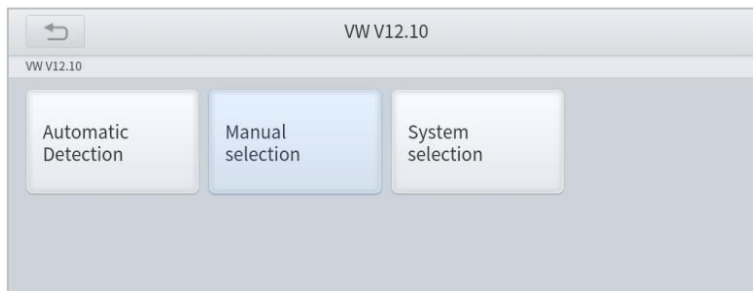 VW V12.10
VW V12.10
Automatic
Detection
Manual
selection
System
selection